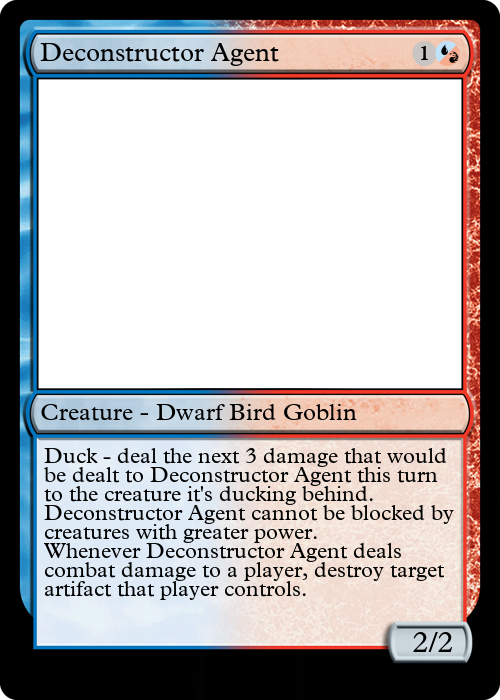 Deconstructor Agent
1
Creature - Dwarf Bird Goblin
Duck - deal the next 3 damage that would
be dealt to Deconstructor Agent this turn
to the creature it's ducking behind.
Deconstructor Agent cannot be blocked by
creatures with greater power.
Whenever Deconstructor Agent deals
combat damage to a player, destroy target
artifact that player controls.
2/2